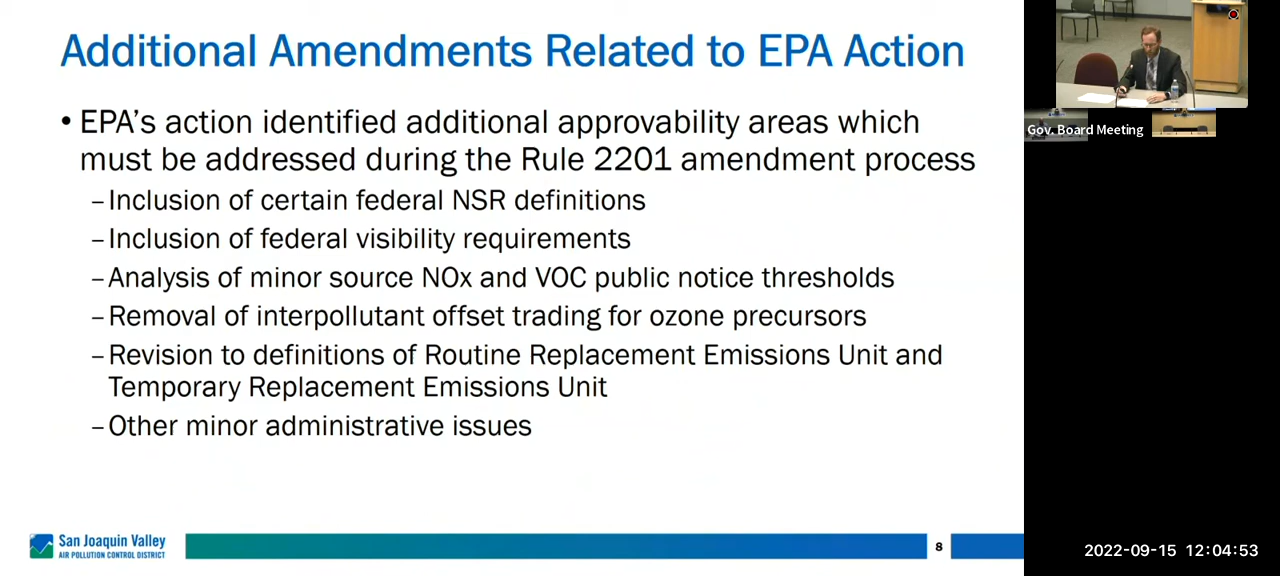 Additional Amendments Related to EPA Action
• EPA's action identified additional approvability areas which
must be addressed during the Rule 2201 amendment process
–Inclusion of certain federal NSR definitions
–Inclusion of federal visibility requirements
–Analysis of minor source NOx and VOC public notice thresholds
–Removal of interpollutant offset trading for ozone precursors
–Revision to definitions of Routine Replacement Emissions Unit and
Temporary Replacement Emissions Unit
–Other minor administrative issues
San Joaquin Valley
AIR POLLUTION CONTROL DISTRICT
8
Gov. Board Meeting
2022-09-15 12:04:53